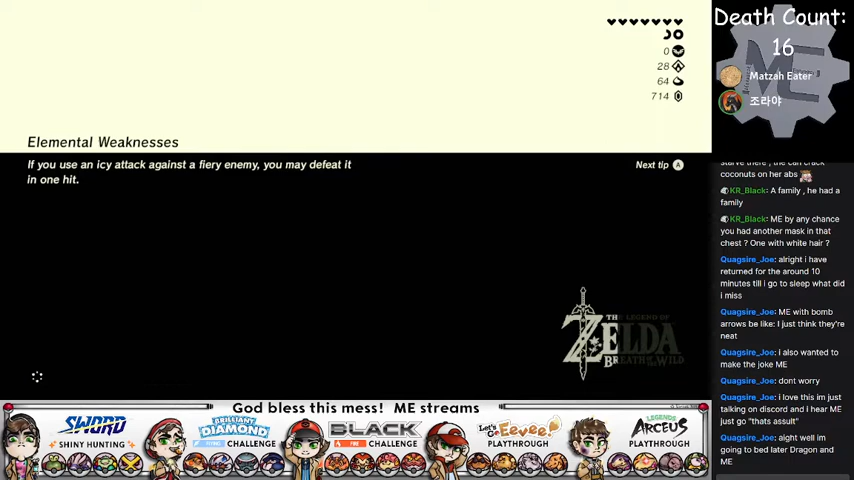 Death Count:
16
Matzah Eater
조라야
0
28
64
714
Elemental Weaknesses
If you use an icy attack against a fiery enemy, you may defeat it
in one hit.
Next tip A
THE LEGEND OF
ZELDA
BREATH OF THE WILD
starve there , the can crack
coconuts on her abs
KR_Black: A family , he had a
family
KR_Black: ME by any chance
you had another mask in that
chest ? One with white hair ?
Quagsire_Joe: alright i have
returned for the around 10
minutes till i go to sleep what did
i miss
Quagsire_Joe: ME with bomb
arrows be like: I just think they're
neat
Quagsire_Joe: i also wanted to
make the joke ME
Quagsire_Joe: dont worry
Quagsire_Joe: i love this im just
talking on discord and i hear ME
just go "thats assult"
Quagsire_Joe: aight well im
going to bed later Dragon and
ME
God bless this mess! ME streams
SWORD
SHINY HUNTING
BRILLIANT
DIAMOND
CHALLENGE
BLACK
FIRE CHALLENGE
Let's Go Eevee!
PLAYTHROUGH
LEGENDS
ARCEUS
PLAYTHROUGH